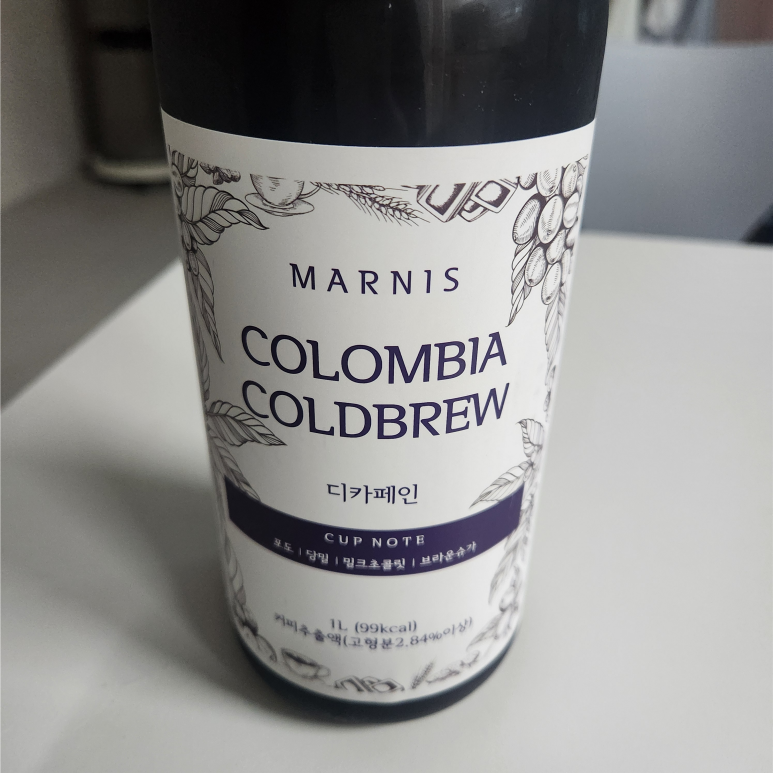 MARNIS
COLOMBIA
COLDBREW
디카페인
CUP NOTE
포도 | 당밀 | 밀크초콜릿 | 브라운슈가
1L (99kcal)
커피추출액(고형분2.84%이상)